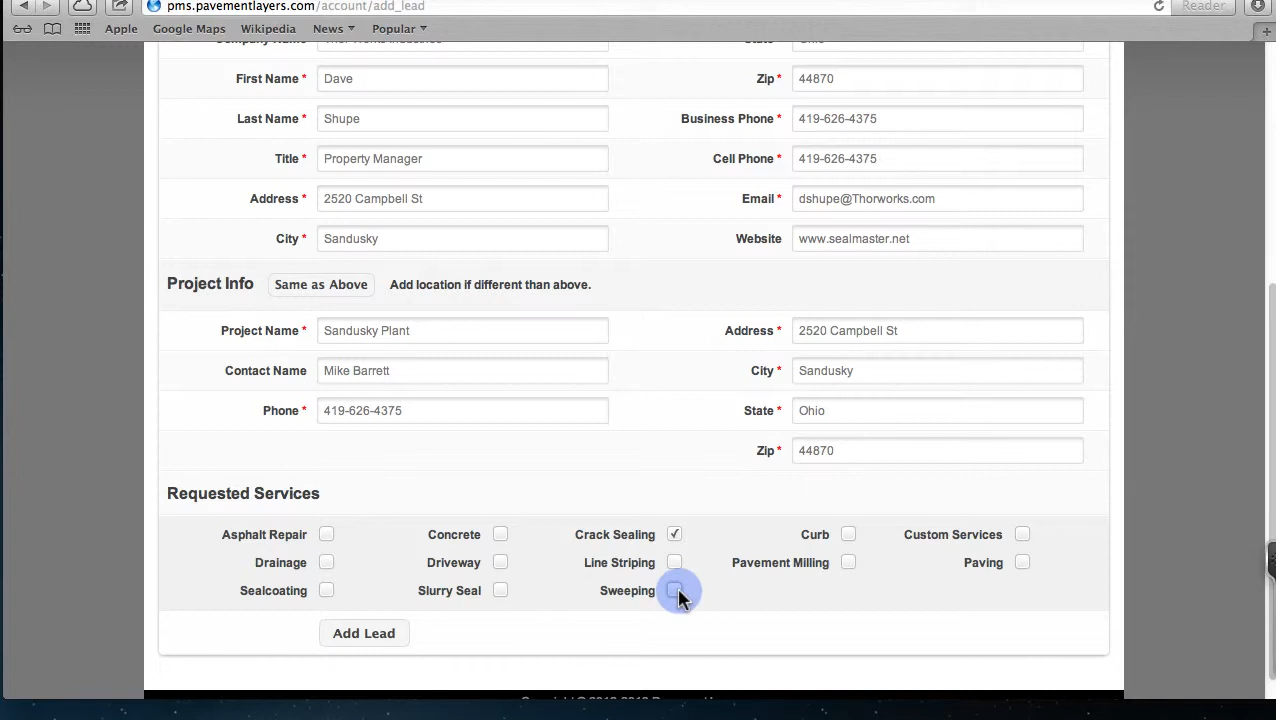 pms.pavementlayers.com/account/add_lead Reader
Apple Google Maps Wikipedia News Popular
First Name * Dave Zip * 44870
Last Name * Shupe Business Phone * 419-626-4375
Title * Property Manager Cell Phone * 419-626-4375
Address * 2520 Campbell St Email * dshupe@Thorworks.com
City * Sandusky Website www.sealmaster.net
Project Info Same as Above Add location if different than above.
Project Name * Sandusky Plant Address * 2520 Campbell St
Contact Name Mike Barrett City * Sandusky
Phone * 419-626-4375 State * Ohio
Zip * 44870
Requested Services
Asphalt Repair Concrete Crack Sealing Curb Custom Services
Drainage Driveway Line Striping Pavement Milling Paving
Sealcoating Slurry Seal Sweeping
Add Lead